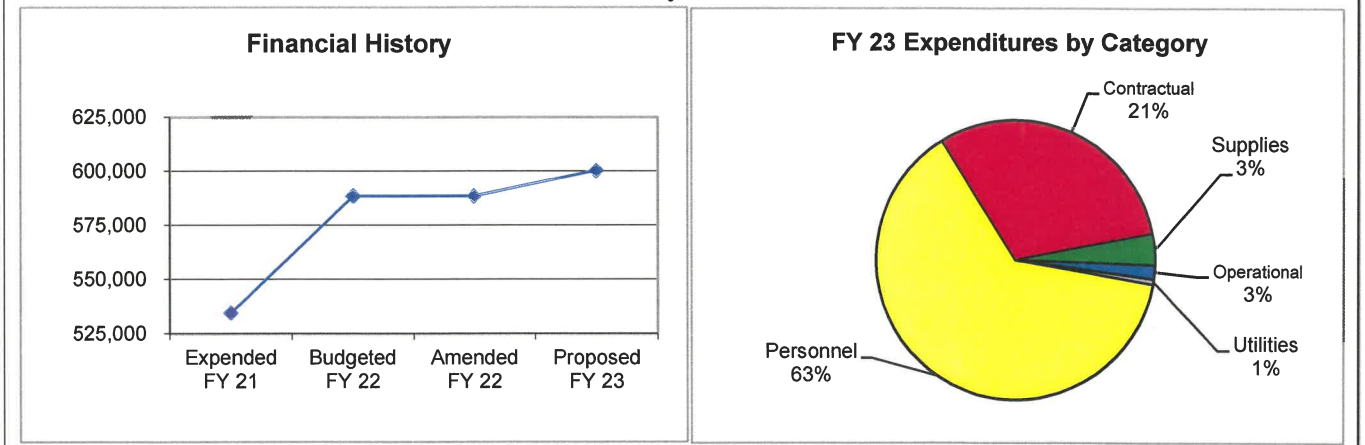 Financial History
625,000
600,000
575,000
550,000
525,000
Expended
FY 21
Budgeted
FY 22
Amended
FY 22
Proposed
FY 23
FY 23 Expenditures by Category
Contractual
21%
Supplies
3%
Operational
3%
Utilities
1%
Personnel
63%